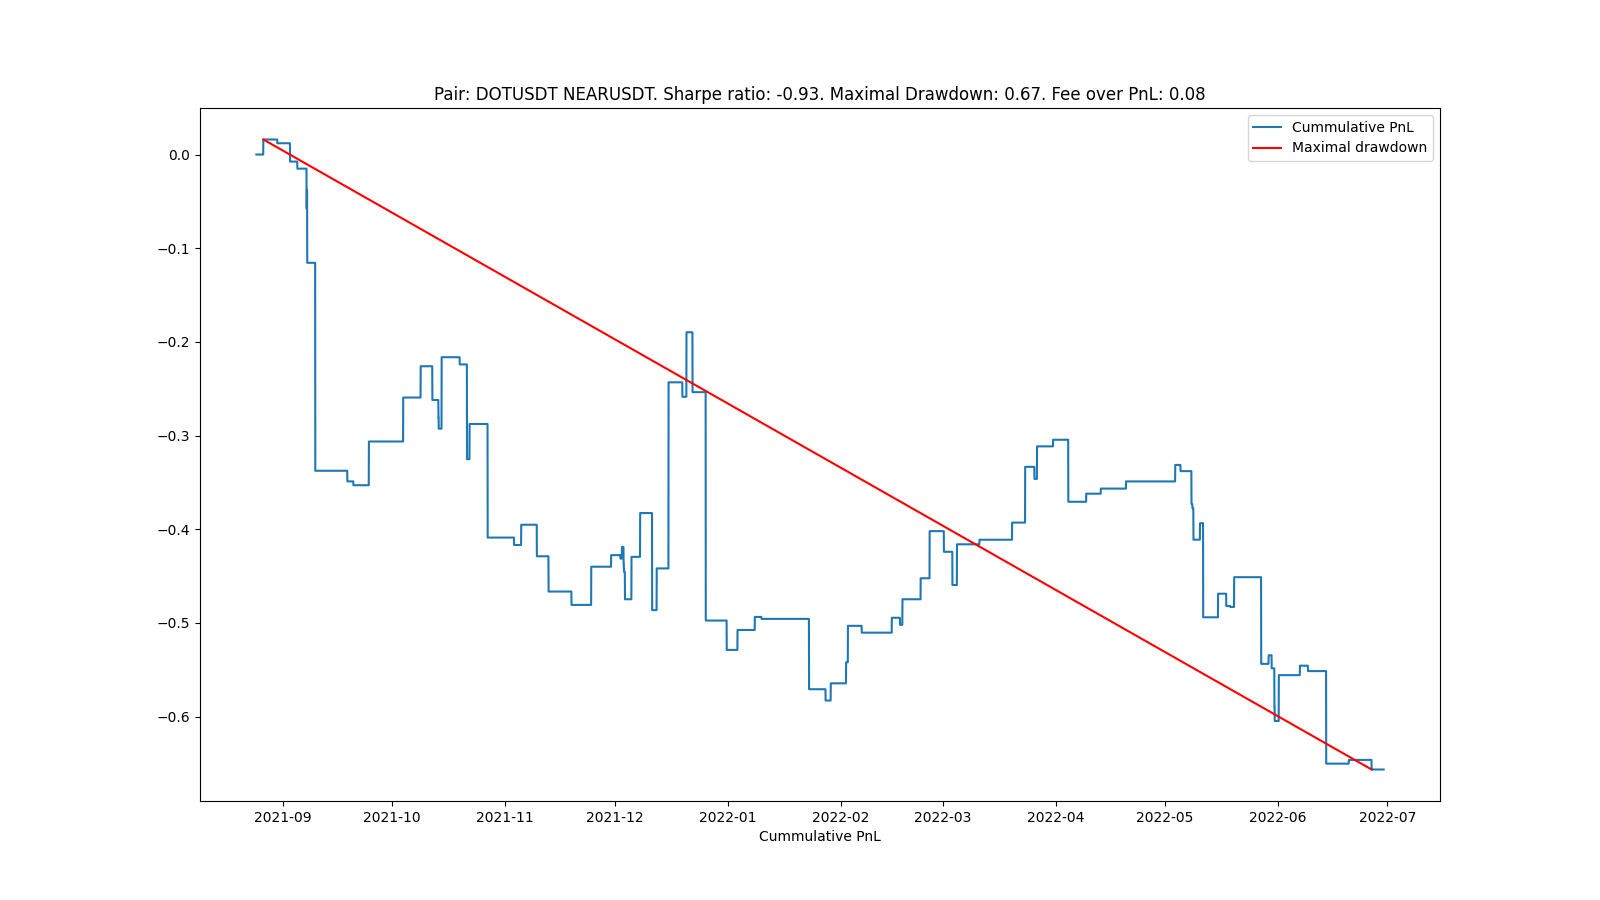 Pair: DOTUSDT NEARUSDT. Sharpe ratio: -0.93. Maximal Drawdown: 0.67. Fee over PnL: 0.08
Cummulative PnL
Maximal drawdown
0.0
−0.1
−0.2
−0.3
−0.4
−0.5
−0.6
2021-09 2021-10 2021-11 2021-12 2022-01 2022-02 2022-03 2022-04 2022-05 2022-06 2022-07
Cummulative PnL